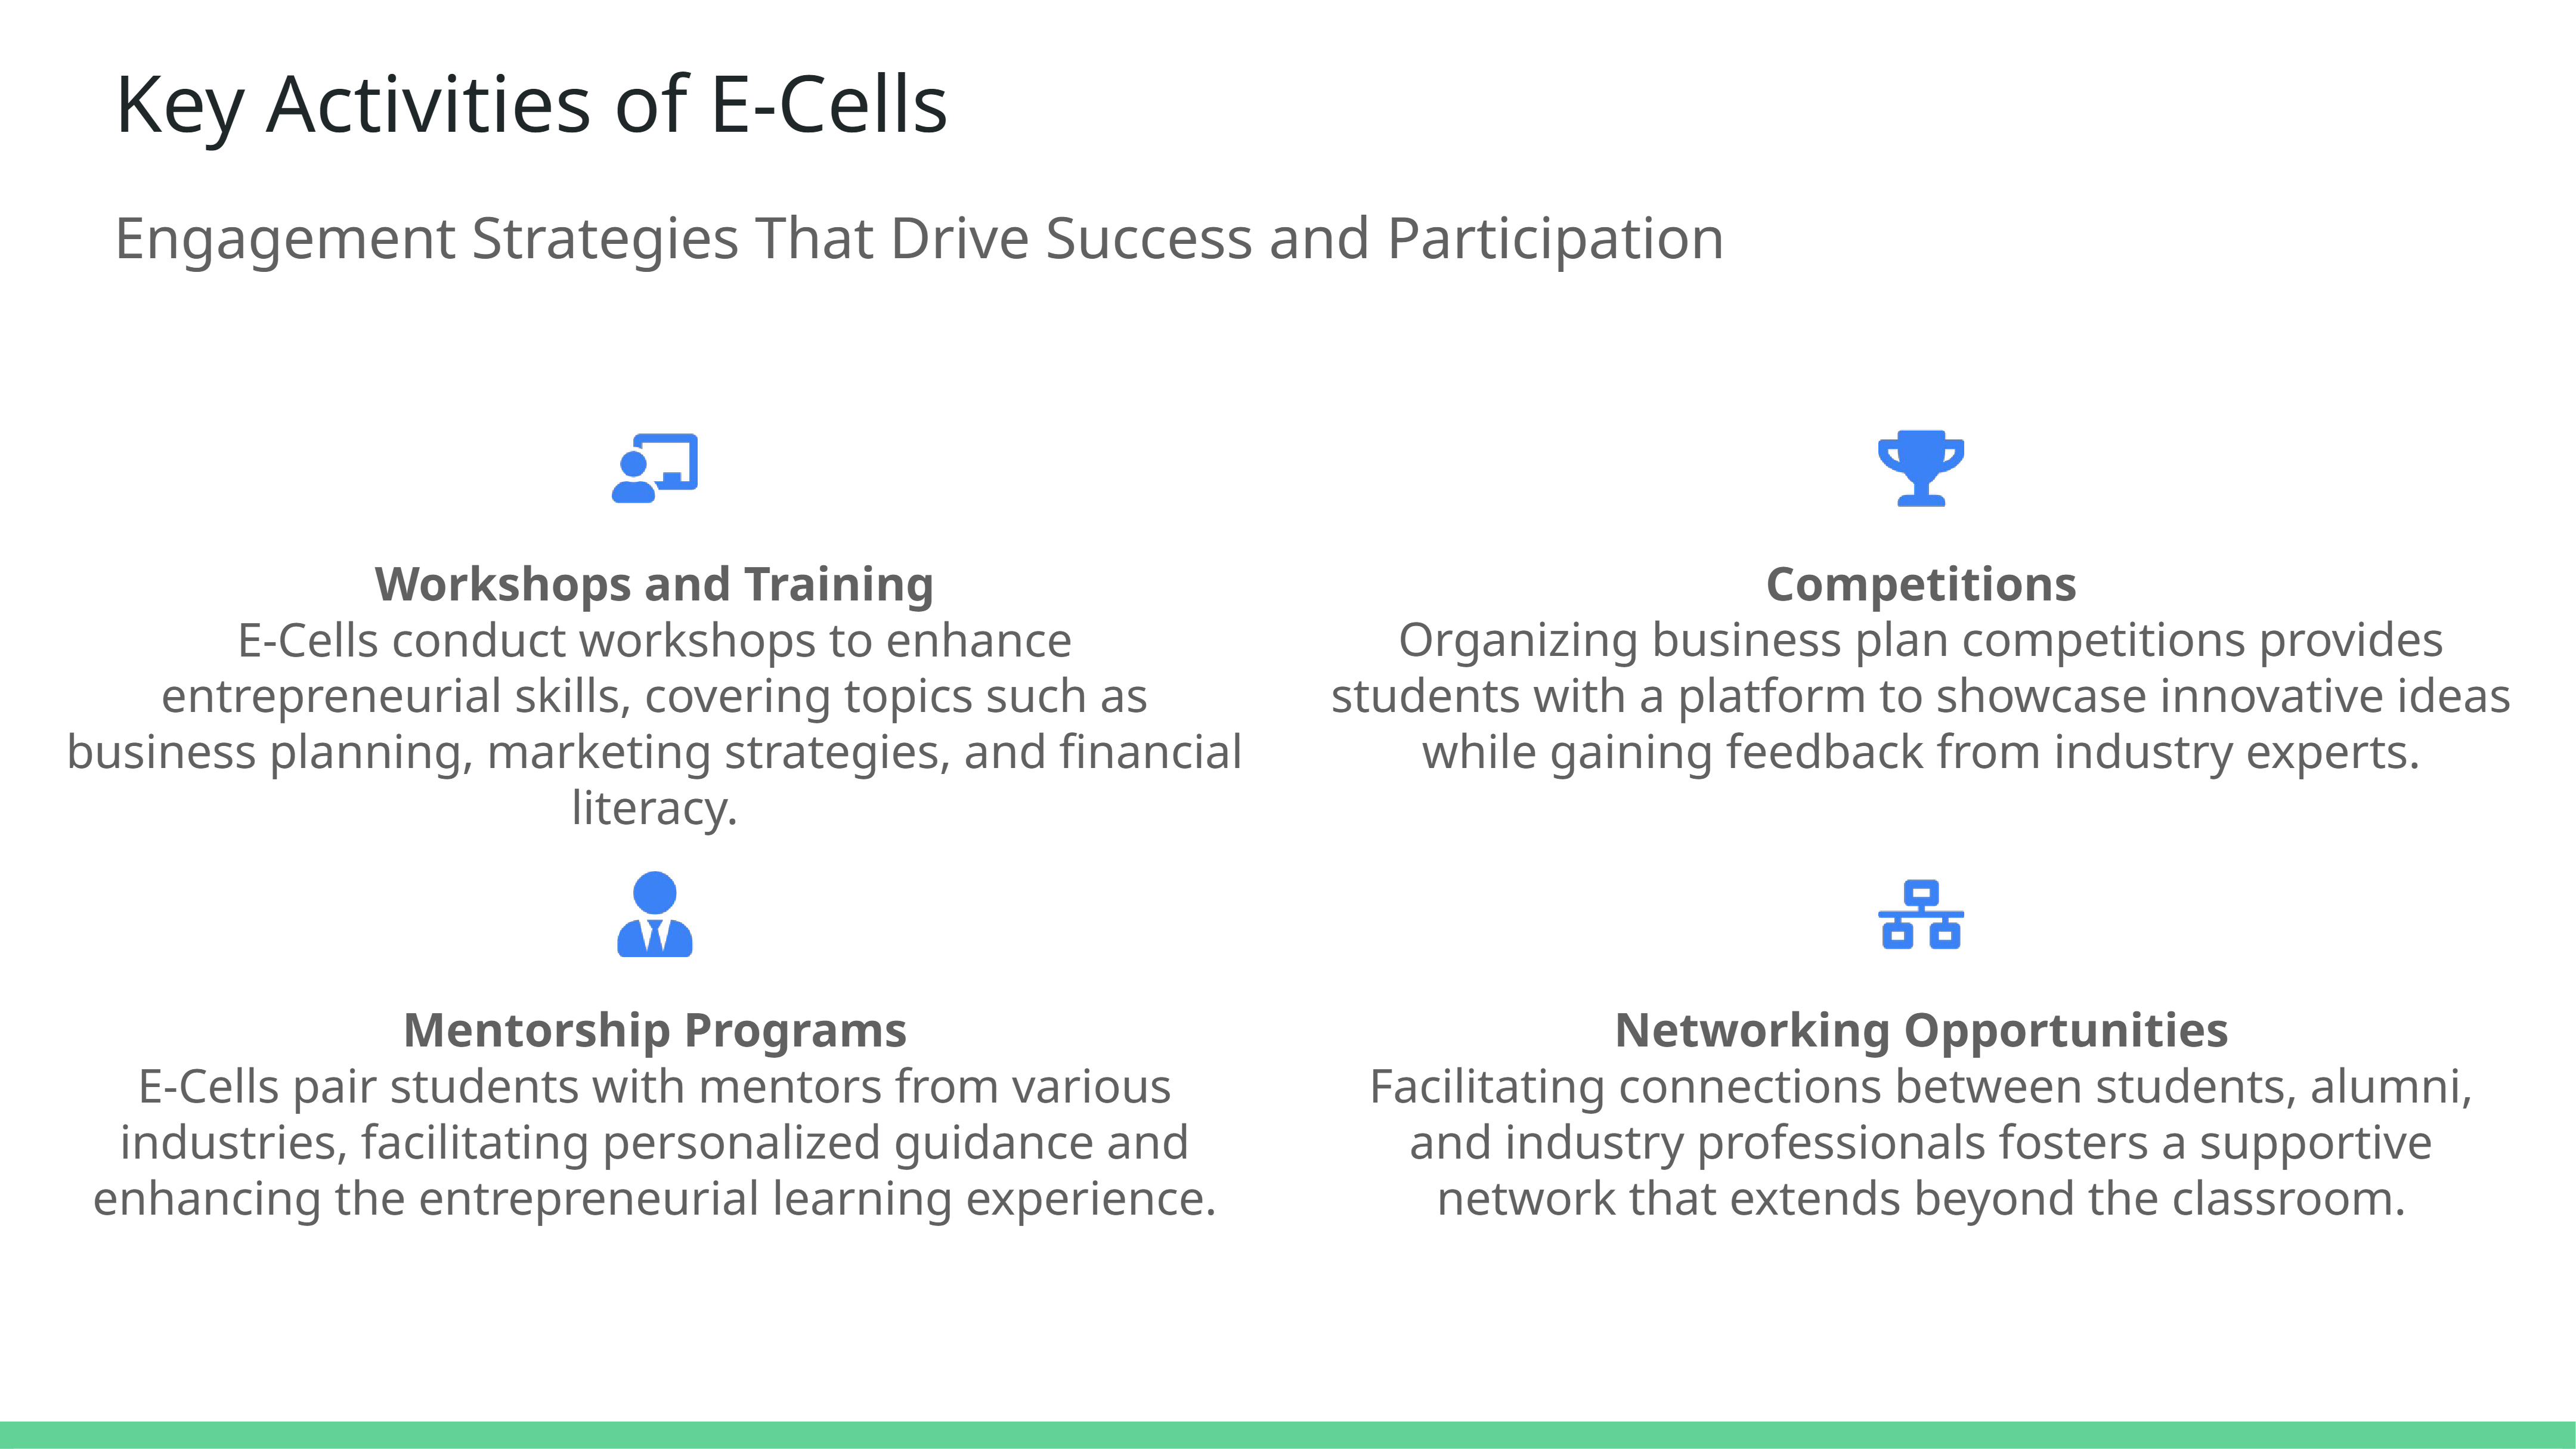 Key Activities of E-Cells
Engagement Strategies That Drive Success and Participation
Workshops and Training
E-Cells conduct workshops to enhance
entrepreneurial skills, covering topics such as
business planning, marketing strategies, and financial
literacy.
Competitions
Organizing business plan competitions provides
students with a platform to showcase innovative ideas
while gaining feedback from industry experts.
Mentorship Programs
E-Cells pair students with mentors from various
industries, facilitating personalized guidance and
enhancing the entrepreneurial learning experience.
Networking Opportunities
Facilitating connections between students, alumni,
and industry professionals fosters a supportive
network that extends beyond the classroom.